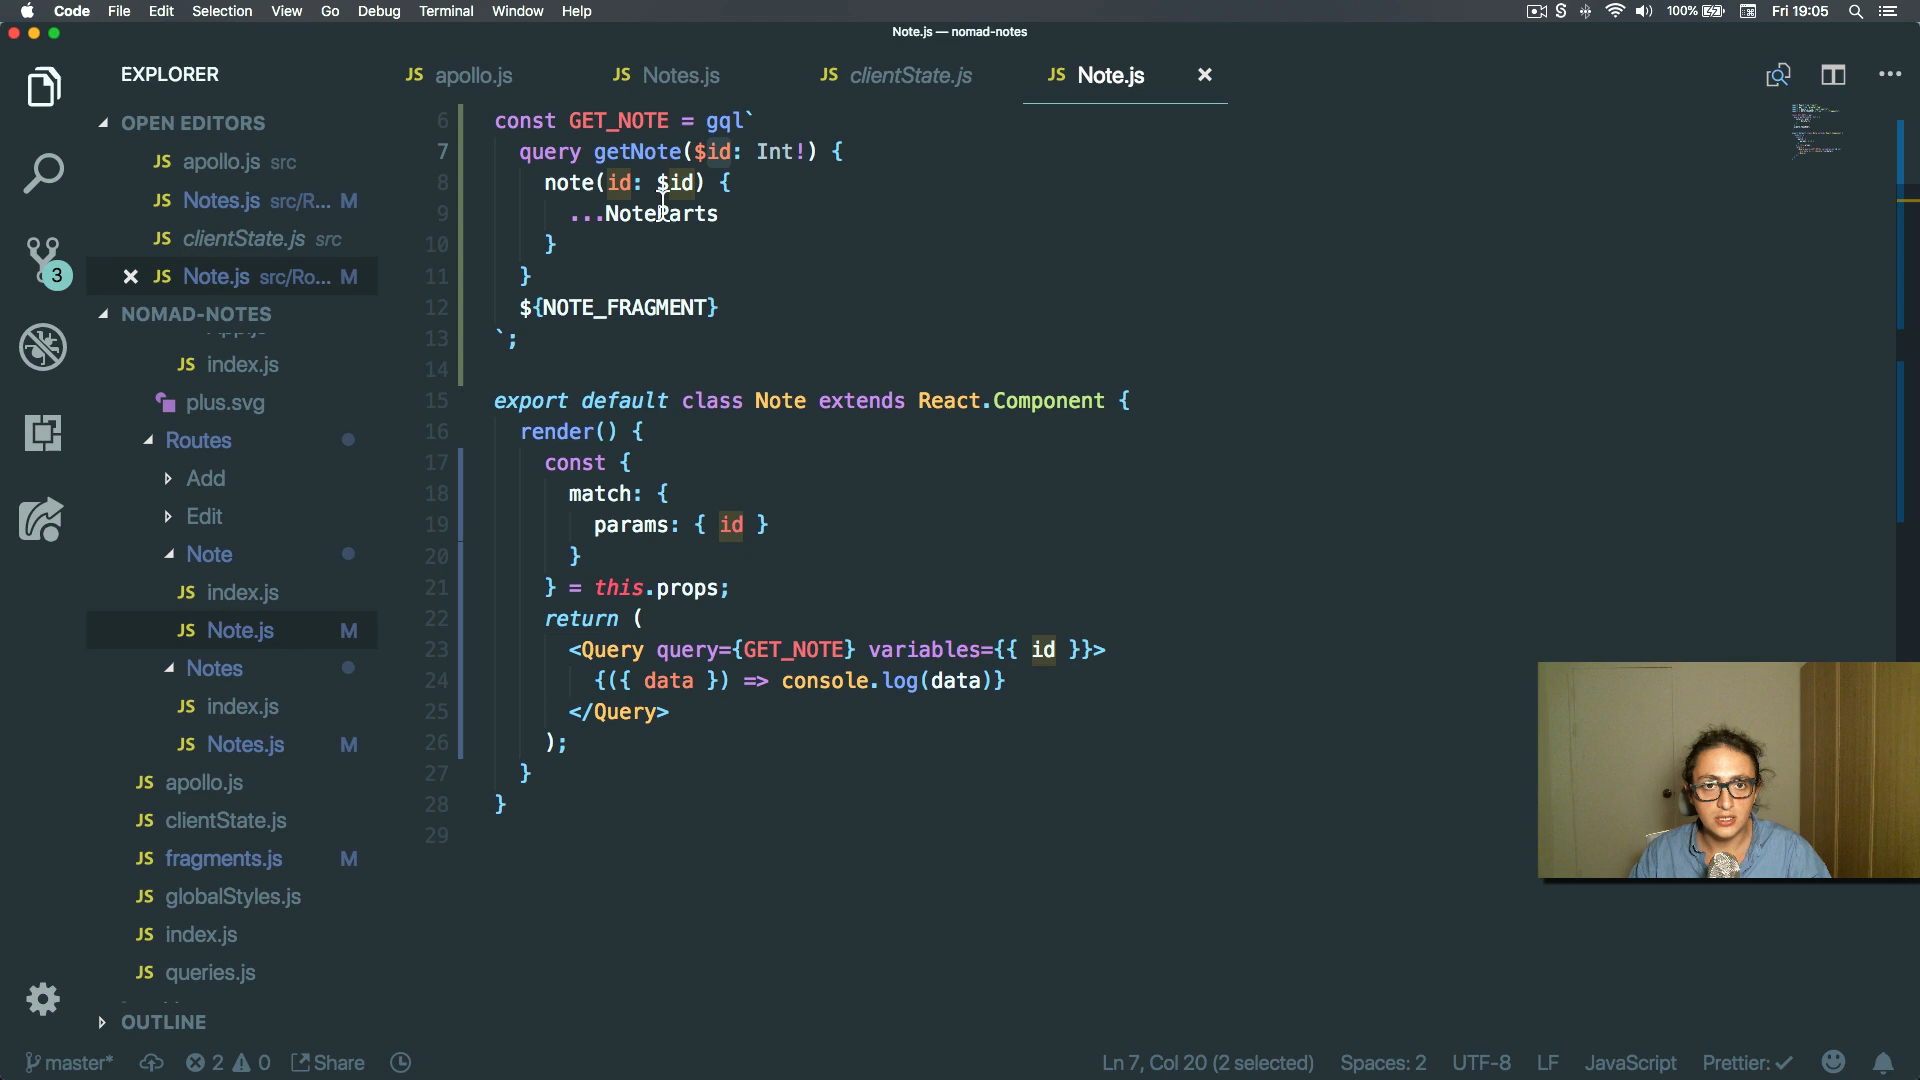 Code File Edit Selection View Go Debug Terminal Window Help
100% Fri 19:05
Note.js — nomad-notes
EXPLORER
JS apollo.js JS Notes.js JS clientState.js JS Note.js
OPEN EDITORS
JS apollo.js src
JS Notes.js src/R... M
JS clientState.js src
JS Note.js src/Ro... M
NOMAD-NOTES
JS index.js
plus.svg
Routes
Add
Edit
Note
JS index.js
JS Note.js M
Notes
JS index.js
JS Notes.js M
JS apollo.js
JS clientState.js
JS fragments.js M
JS globalStyles.js
JS index.js
JS queries.js
OUTLINE
3
6 const GET_NOTE = gql`
7 query getNote($id: Int!) {
8 note(id: $id) {
9 ...NoteParts
10 }
11 }
12 ${NOTE_FRAGMENT}
13 `;
14
15 export default class Note extends React.Component {
16 render() {
17 const {
18 match: {
19 params: { id }
20 }
21 } = this.props;
22 return (
23 <Query query={GET_NOTE} variables={{ id }}>
24 {({ data }) => console.log(data)}
25 </Query>
26 );
27 }
28 }
29
master* 2 0 Share
Ln 7, Col 20 (2 selected) Spaces: 2 UTF-8 LF JavaScript Prettier: ✓